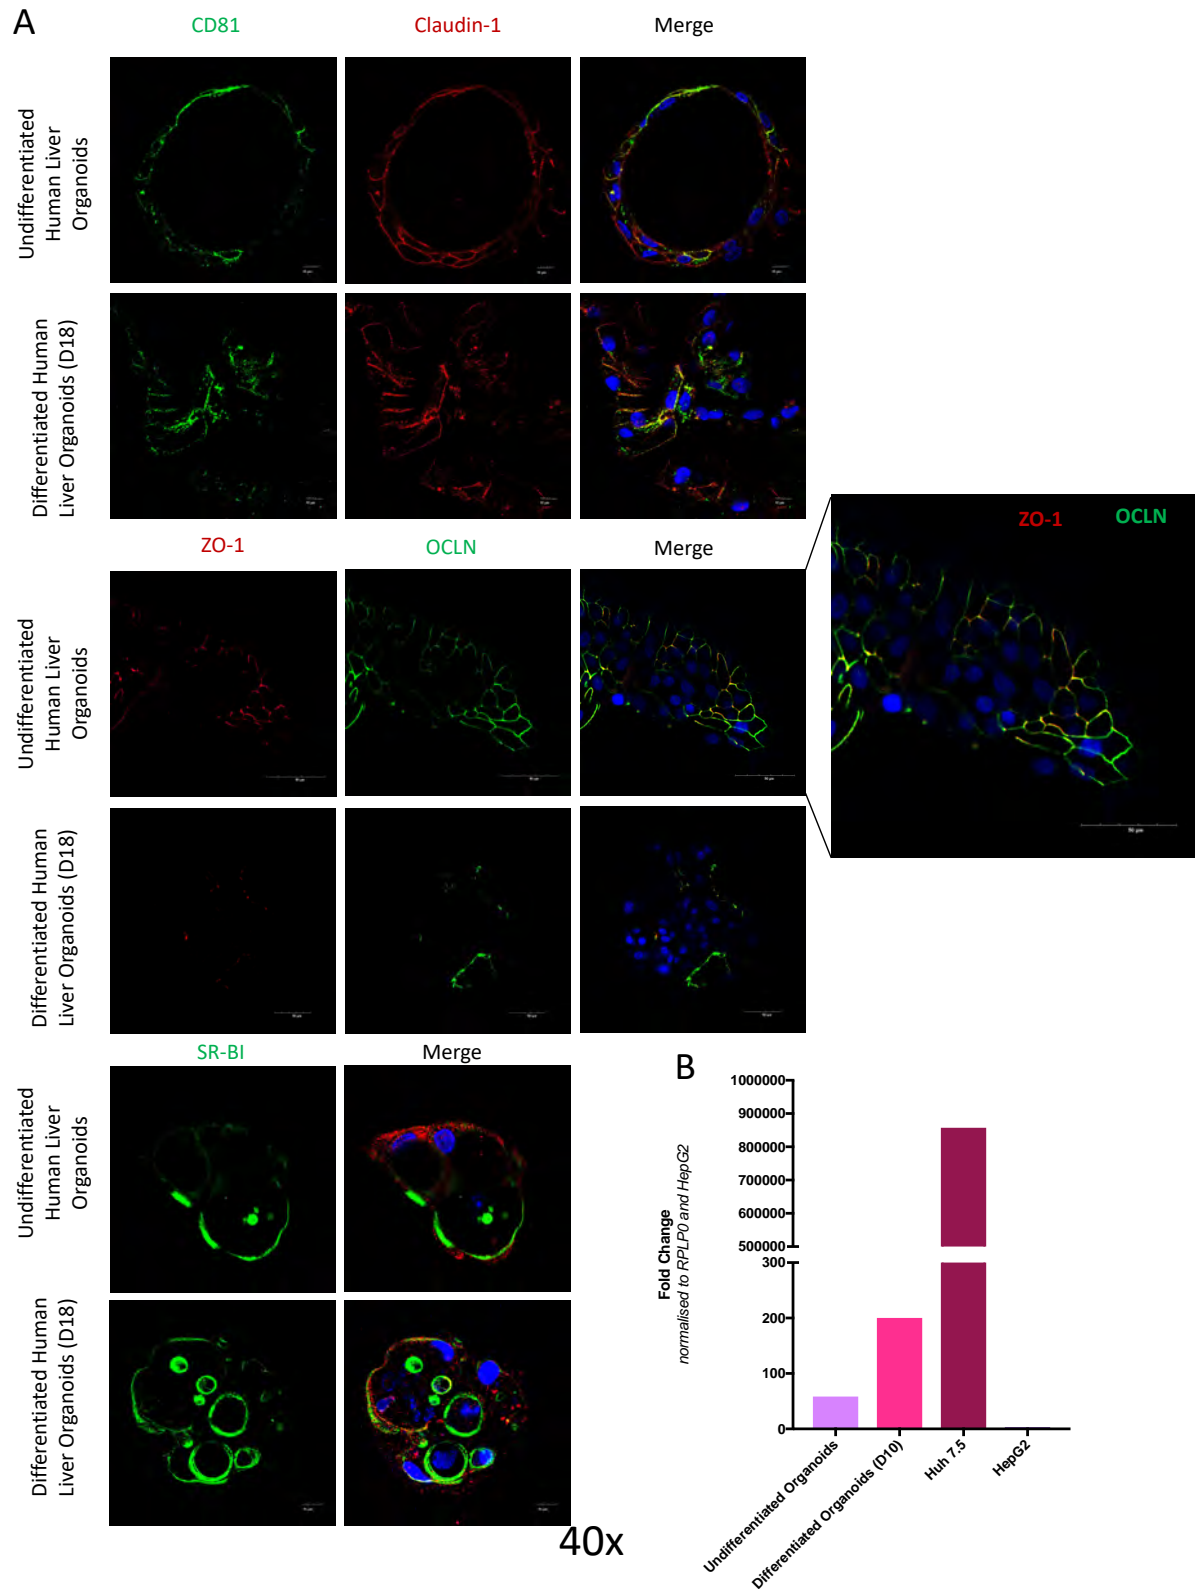 A
CD81
Claudin-1
Merge
Undifferentiated
Human Liver
Organoids
Differentiated Human
Liver Organoids (D18)
ZO-1
OCLN
Merge
ZO-1
OCLN
Undifferentiated
Human Liver
Organoids
50 µm
Differentiated Human
Liver Organoids (D18)
SR-BI
Merge
Undifferentiated
Human Liver
Organoids
Differentiated Human
Liver Organoids (D18)
40x
B
Fold Change
normalised to RPLP0 and HepG2
1000000
900000
800000
700000
600000
500000
300
200
100
0
Undifferentiated Organoids
Differentiated Organoids (D10)
Huh 7.5
HepG2